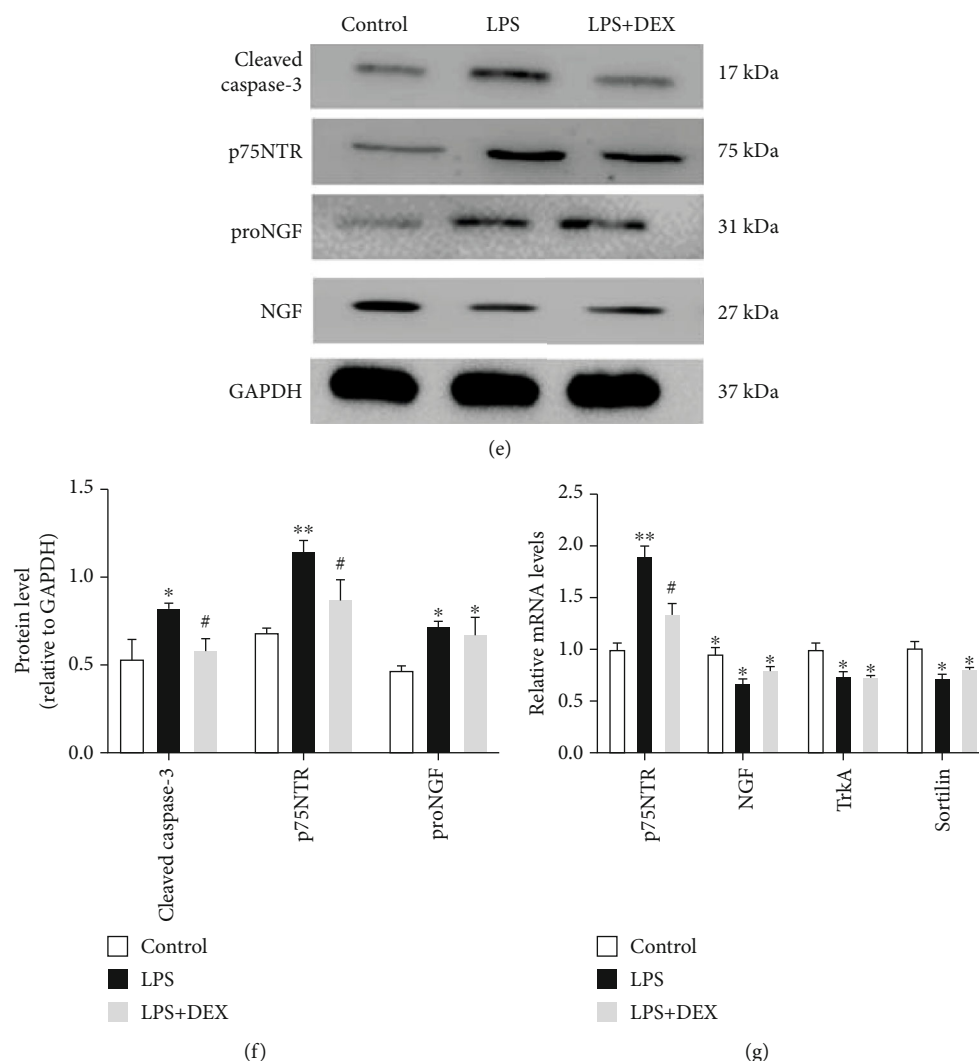 Control LPS LPS+DEX
Cleaved
caspase-3
17 kDa
p75NTR
75 kDa
proNGF
31 kDa
NGF
27 kDa
GAPDH
37 kDa
(e)
Protein level
(relative to GAPDH)
1.5
1.0
0.5
0.0
*
#
**
#
*
*
Cleaved caspase-3
p75NTR
proNGF
Control
LPS
LPS+DEX
(f)
Relative mRNA levels
2.5
2.0
1.5
1.0
0.5
0.0
**
#
*
*
*
*
*
*
*
p75NTR
NGF
TrkA
Sortilin
Control
LPS
LPS+DEX
(g)